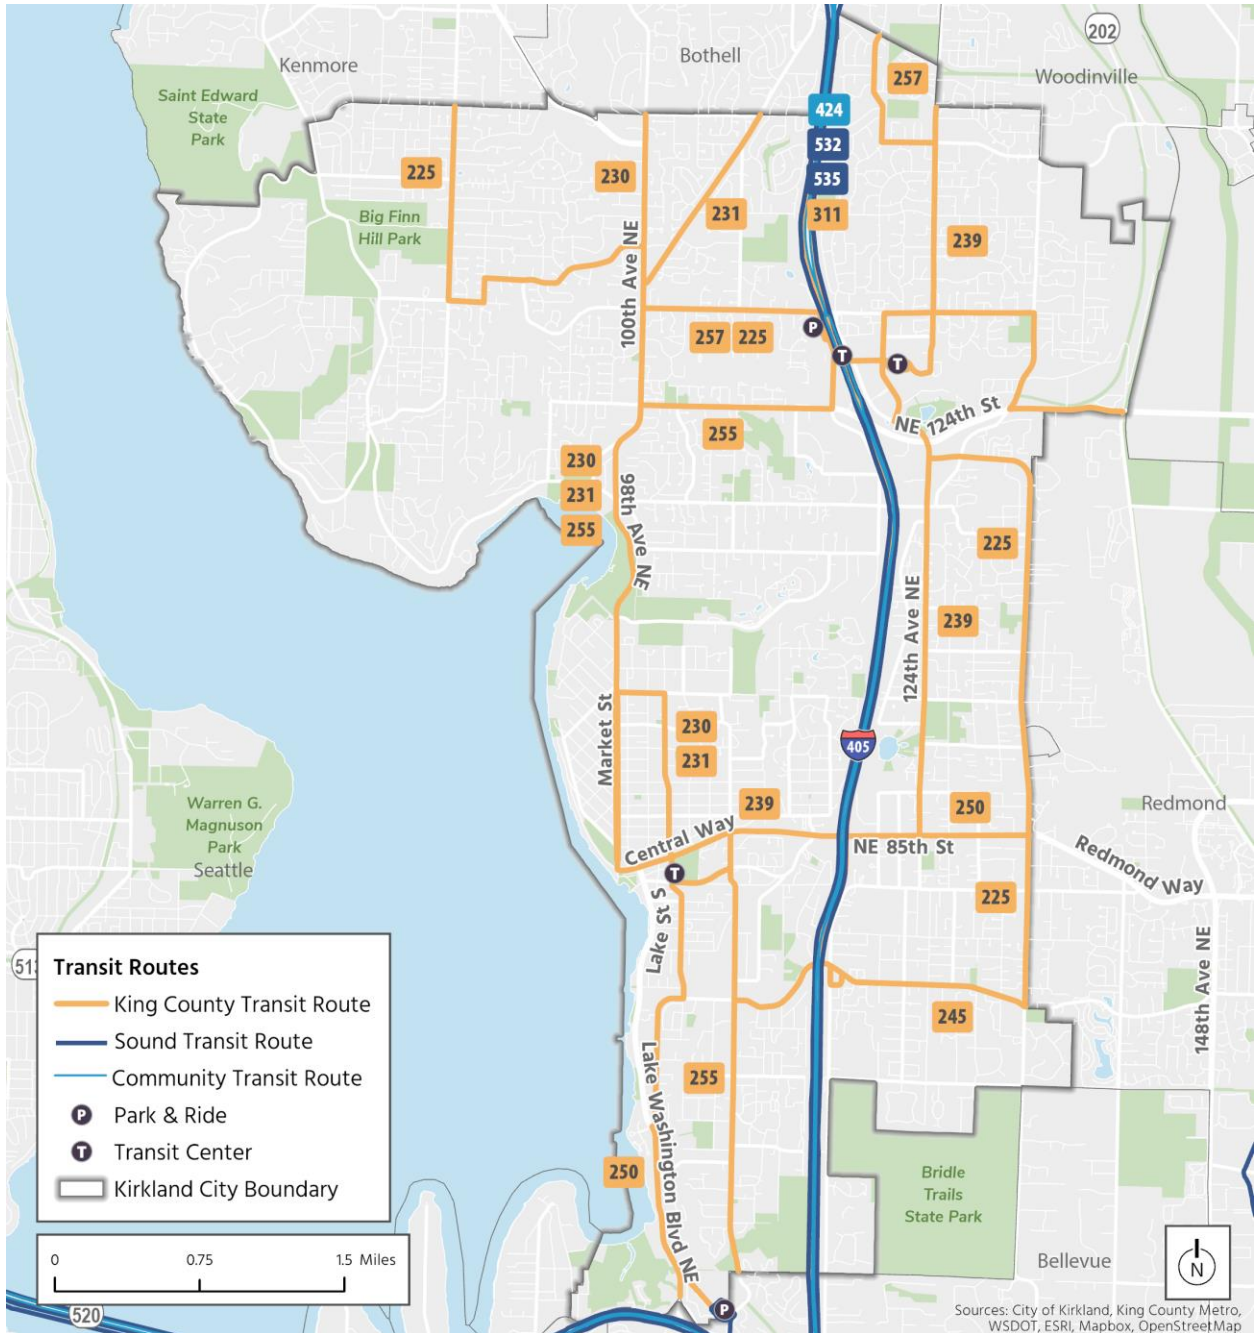 202
Kenmore
Bothell
Woodinville
257
Saint Edward
State
Park
424
532
535
311
225
230
231
239
Big Finn
Hill Park
100th Ave NE
257
225
P
T
T
NE 124th St
255
230
231
255
98th Ave NE
225
239
124th Ave NE
Market St
230
231
405
239
250
Redmond
Central Way
NE 85th St
Redmond Way
Warren G.
Magnuson
Park
Seattle
T
225
Lake St S
148th Ave NE
513
245
Lake Washington Blvd NE
255
250
Bridle
Trails
State Park
Bellevue
P
520
Transit Routes
King County Transit Route
Sound Transit Route
Community Transit Route
P Park & Ride
T Transit Center
Kirkland City Boundary
0 0.75 1.5 Miles
N
Sources: City of Kirkland, King County Metro,
WSDOT, ESRI, Mapbox, OpenStreetMap